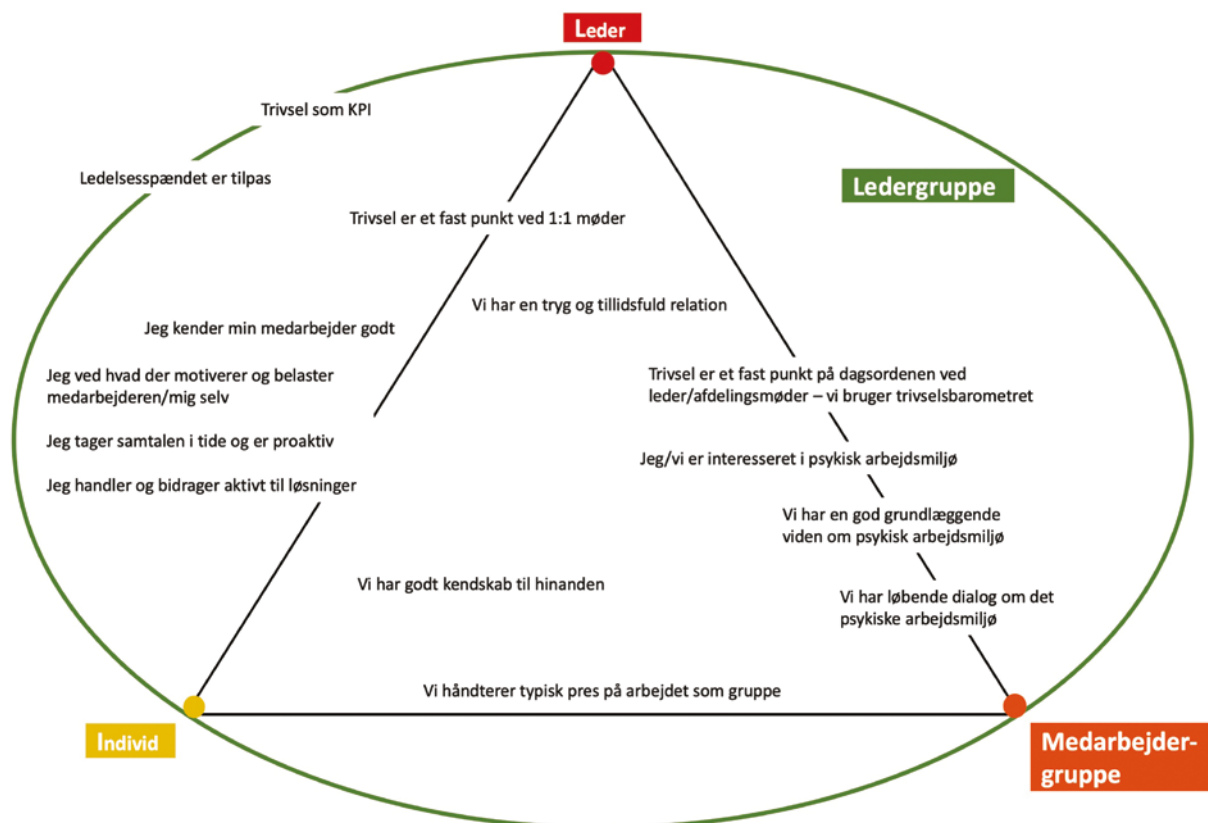 Leder
Trivsel som KPI
Ledelsesspændet er tilpas
Ledergruppe
Trivsel er et fast punkt ved 1:1 møder
Vi har en tryg og tillidsfuld relation
Jeg kender min medarbejder godt
Jeg ved hvad der motiverer og belaster
medarbejderen/mig selv
Trivsel er et fast punkt på dagsordenen ved
leder/afdelingsmøder – vi bruger trivselsbarometret
Jeg tager samtalen i tide og er proaktiv
Jeg/vi er interesseret i psykisk arbejdsmiljø
Jeg handler og bidrager aktivt til løsninger
Vi har en god grundlæggende
viden om psykisk arbejdsmiljø
Vi har godt kendskab til hinanden
Vi har løbende dialog om det
psykiske arbejdsmiljø
Vi håndterer typisk pres på arbejdet som gruppe
Individ
Medarbejder-
gruppe